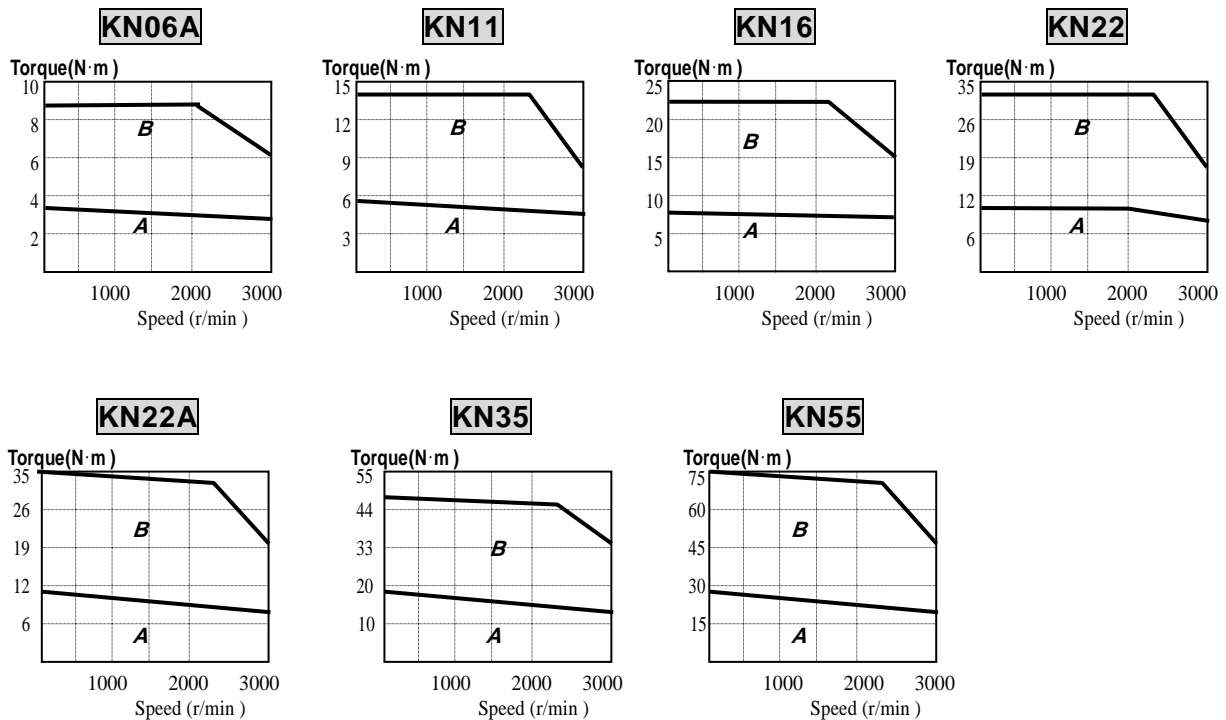 KN06A
Torque(N·m )
10
8
6
4
2
B
A
1000 2000 3000
Speed (r/min )
KN11
Torque(N·m )
15
12
9
6
3
B
A
1000 2000 3000
Speed (r/min )
KN16
Torque(N·m )
25
20
15
10
5
B
A
1000 2000 3000
Speed (r/min )
KN22
Torque(N·m )
35
26
19
12
6
B
A
1000 2000 3000
Speed (r/min )
KN22A
Torque(N·m )
35
26
19
12
6
B
A
1000 2000 3000
Speed (r/min )
KN35
Torque(N·m )
55
44
33
20
10
B
A
1000 2000 3000
Speed (r/min )
KN55
Torque(N·m )
75
60
45
30
15
B
A
1000 2000 3000
Speed (r/min )